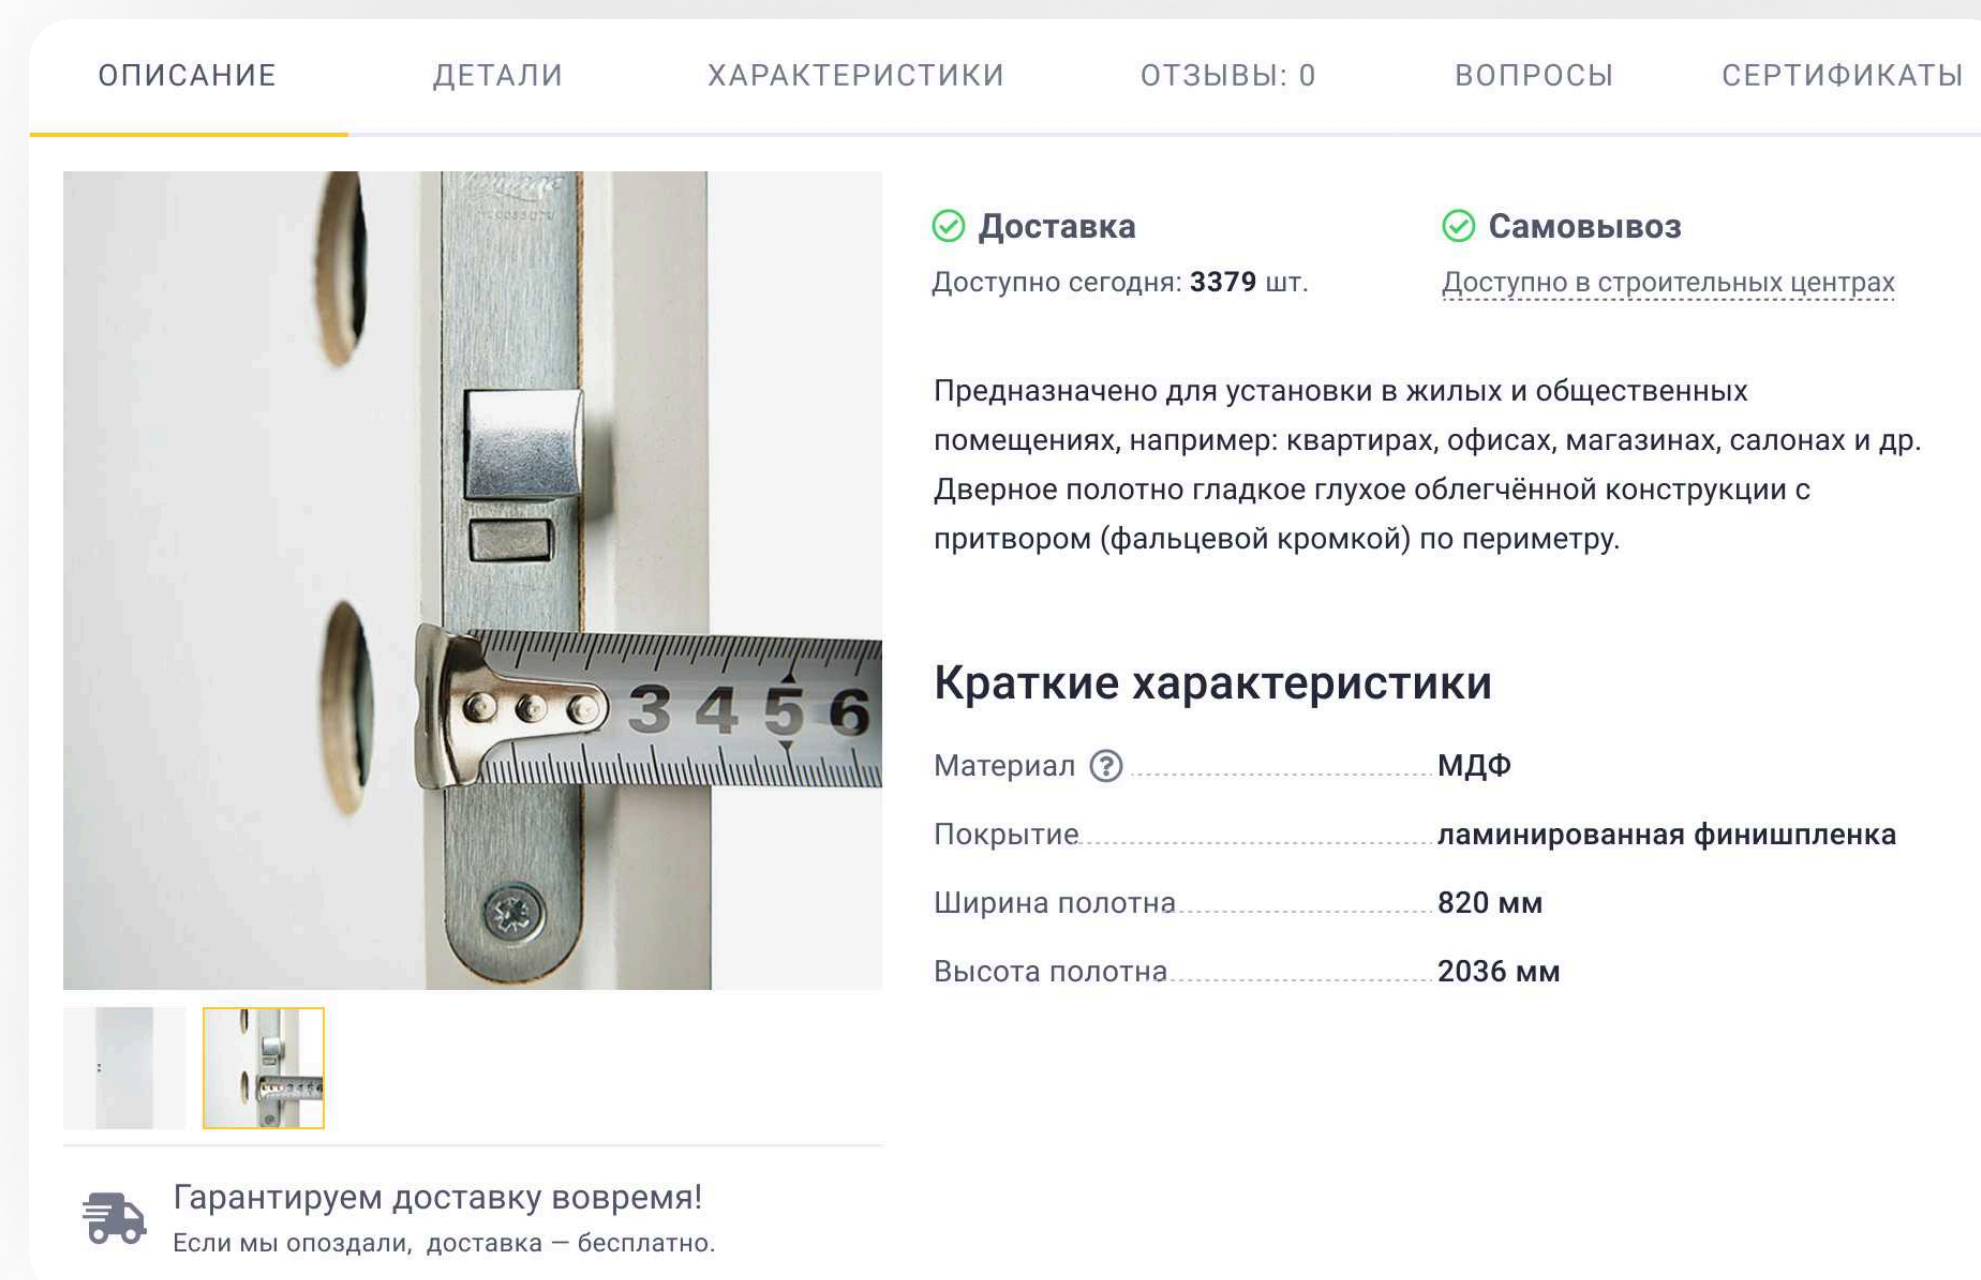 ОПИСАНИЕ
ДЕТАЛИ
ХАРАКТЕРИСТИКИ
ОТЗЫВЫ: 0
ВОПРОСЫ
СЕРТИФИКАТЫ
3 4 5 6
Доставка
Доступно сегодня: 3379 шт.
Самовывоз
Доступно в строительных центрах
Предназначено для установки в жилых и общественных
помещениях, например: квартирах, офисах, магазинах, салонах и др.
Дверное полотно гладкое глухое облегчённой конструкции с
притвором (фальцевой кромкой) по периметру.
Краткие характеристики
Материал ? МДФ
Покрытие ламинированная финишпленка
Ширина полотна 820 мм
Высота полотна 2036 мм
Гарантируем доставку вовремя!
Если мы опоздали, доставка — бесплатно.